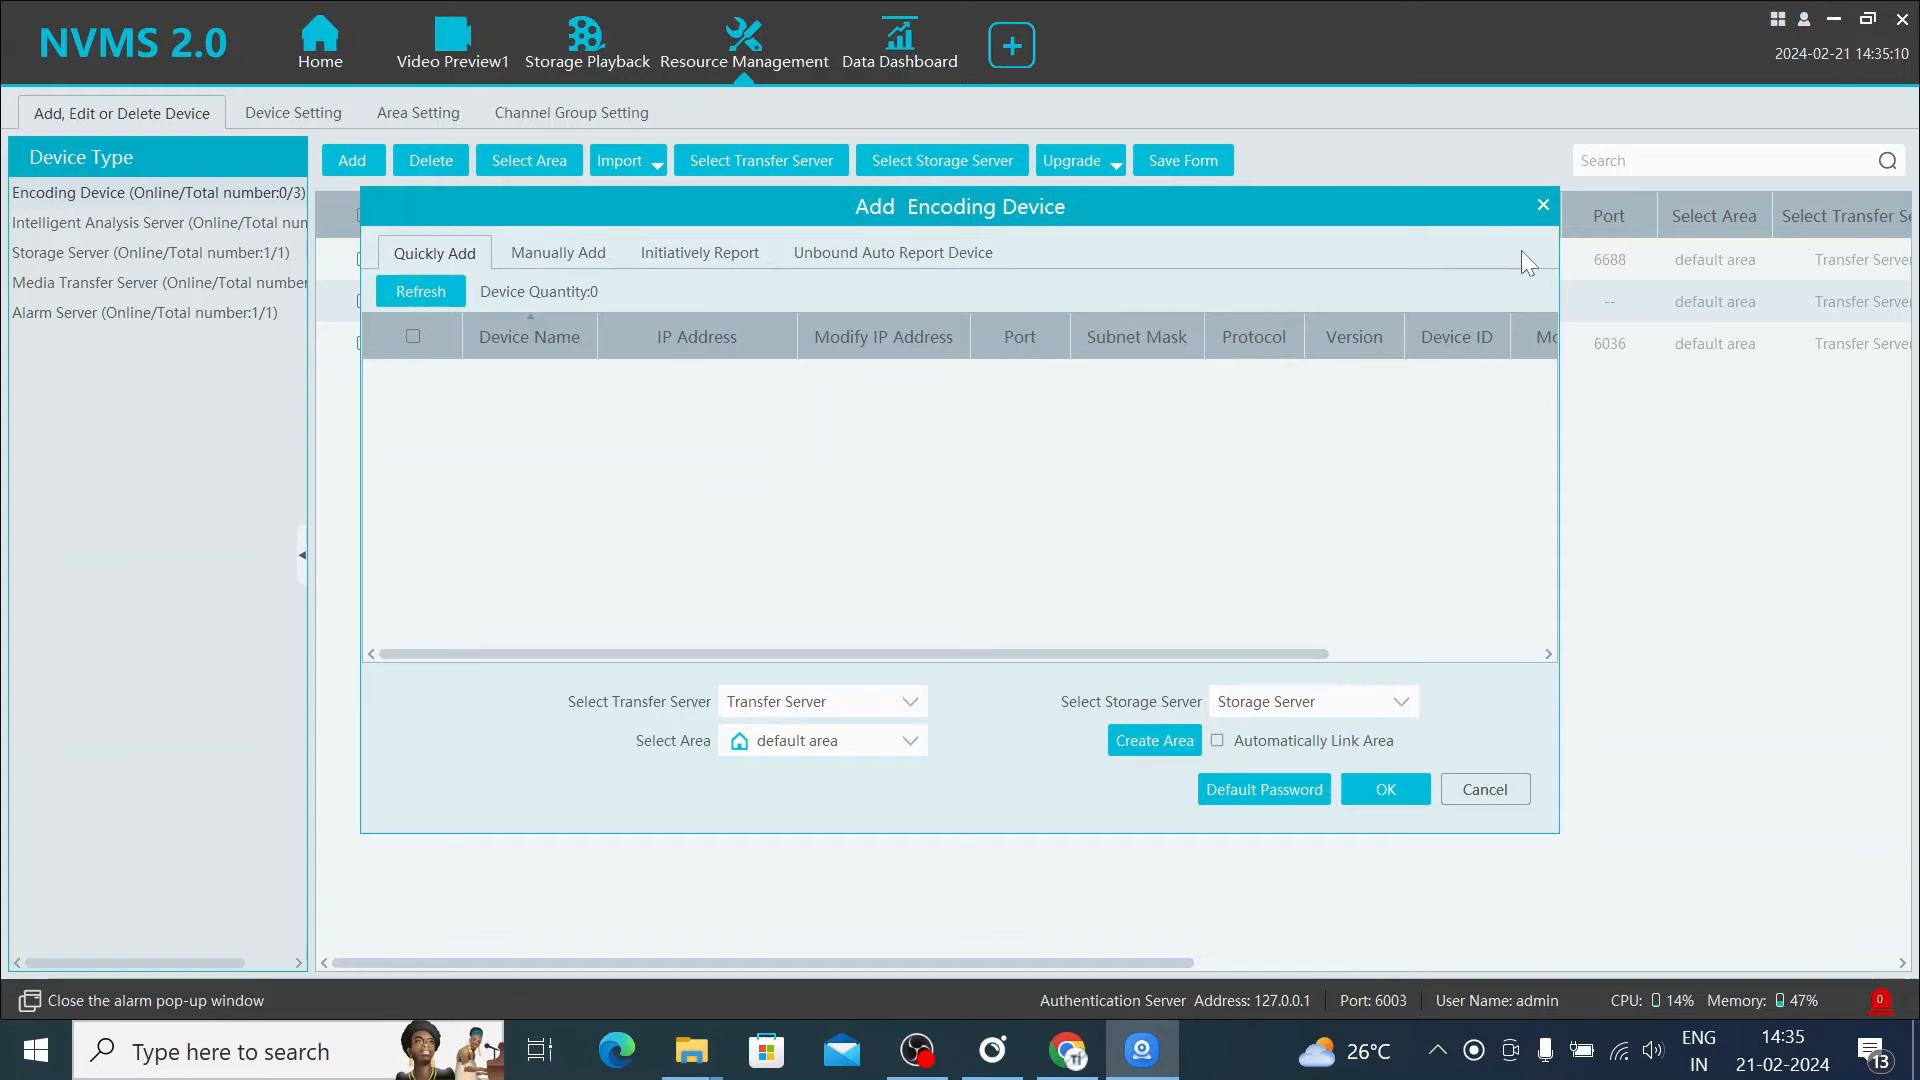 NVMS 2.0
Home
Video Preview1
Storage Playback
Resource Management
Data Dashboard
2024-02-21 14:35:10
Add, Edit or Delete Device
Device Setting
Area Setting
Channel Group Setting
Device Type
Encoding Device (Online/Total number:0/3)
Intelligent Analysis Server (Online/Total num
Storage Server (Online/Total number:1/1)
Media Transfer Server (Online/Total number
Alarm Server (Online/Total number:1/1)
Add
Delete
Select Area
Import
Select Transfer Server
Select Storage Server
Upgrade
Save Form
Search
Port
Select Area
Select Transfer Se
6688
default area
Transfer Server
--
default area
Transfer Server
6036
default area
Transfer Server
Add Encoding Device
Quickly Add
Manually Add
Initiatively Report
Unbound Auto Report Device
Refresh
Device Quantity:0
Device Name
IP Address
Modify IP Address
Port
Subnet Mask
Protocol
Version
Device ID
Mo
Select Transfer Server
Transfer Server
Select Storage Server
Storage Server
Select Area
default area
Create Area
Automatically Link Area
Default Password
OK
Cancel
Close the alarm pop-up window
Authentication Server Address: 127.0.0.1
Port: 6003
User Name: admin
CPU: 14%
Memory: 47%
0
Type here to search
26°C
ENG
IN
14:35
21-02-2024
13